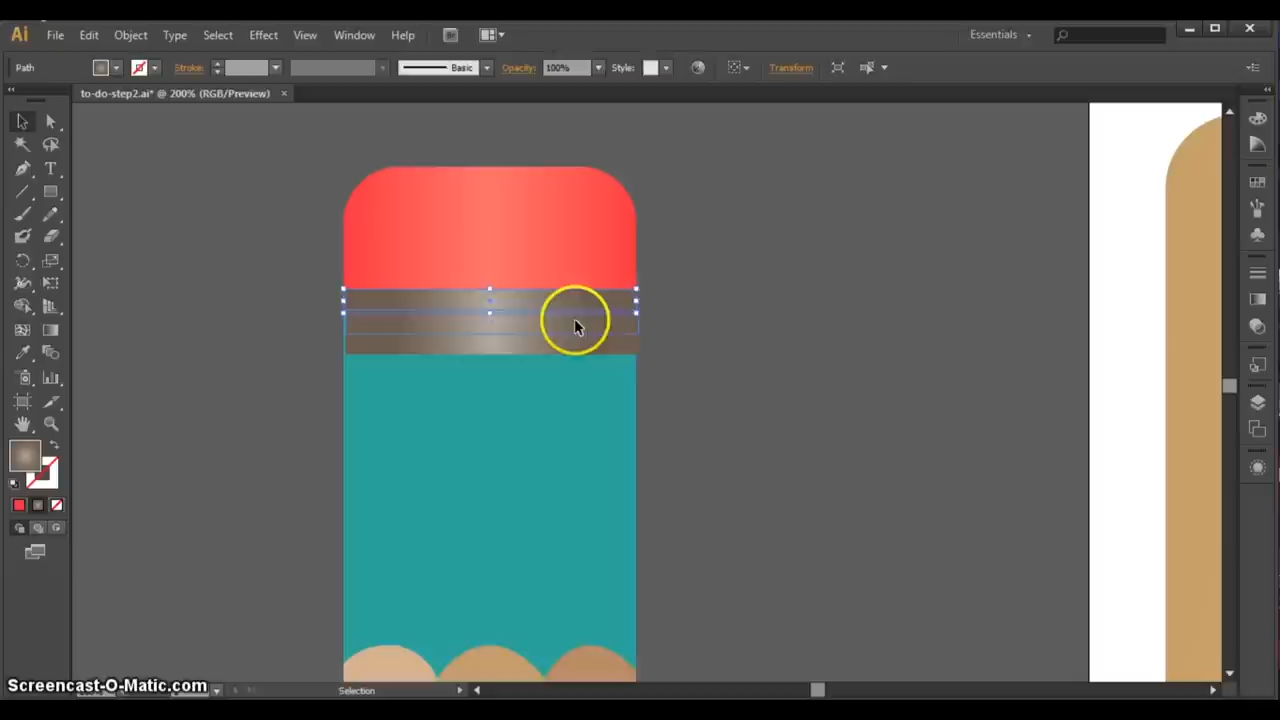 Ai File Edit Object Type Select Effect View Window Help Br Essentials
Path Stroke: Basic Opacity: 100% Style: Transform
to-do-step2.ai* @ 200% (RGB/Preview) ×
T
Selection
Screencast-O-Matic.com